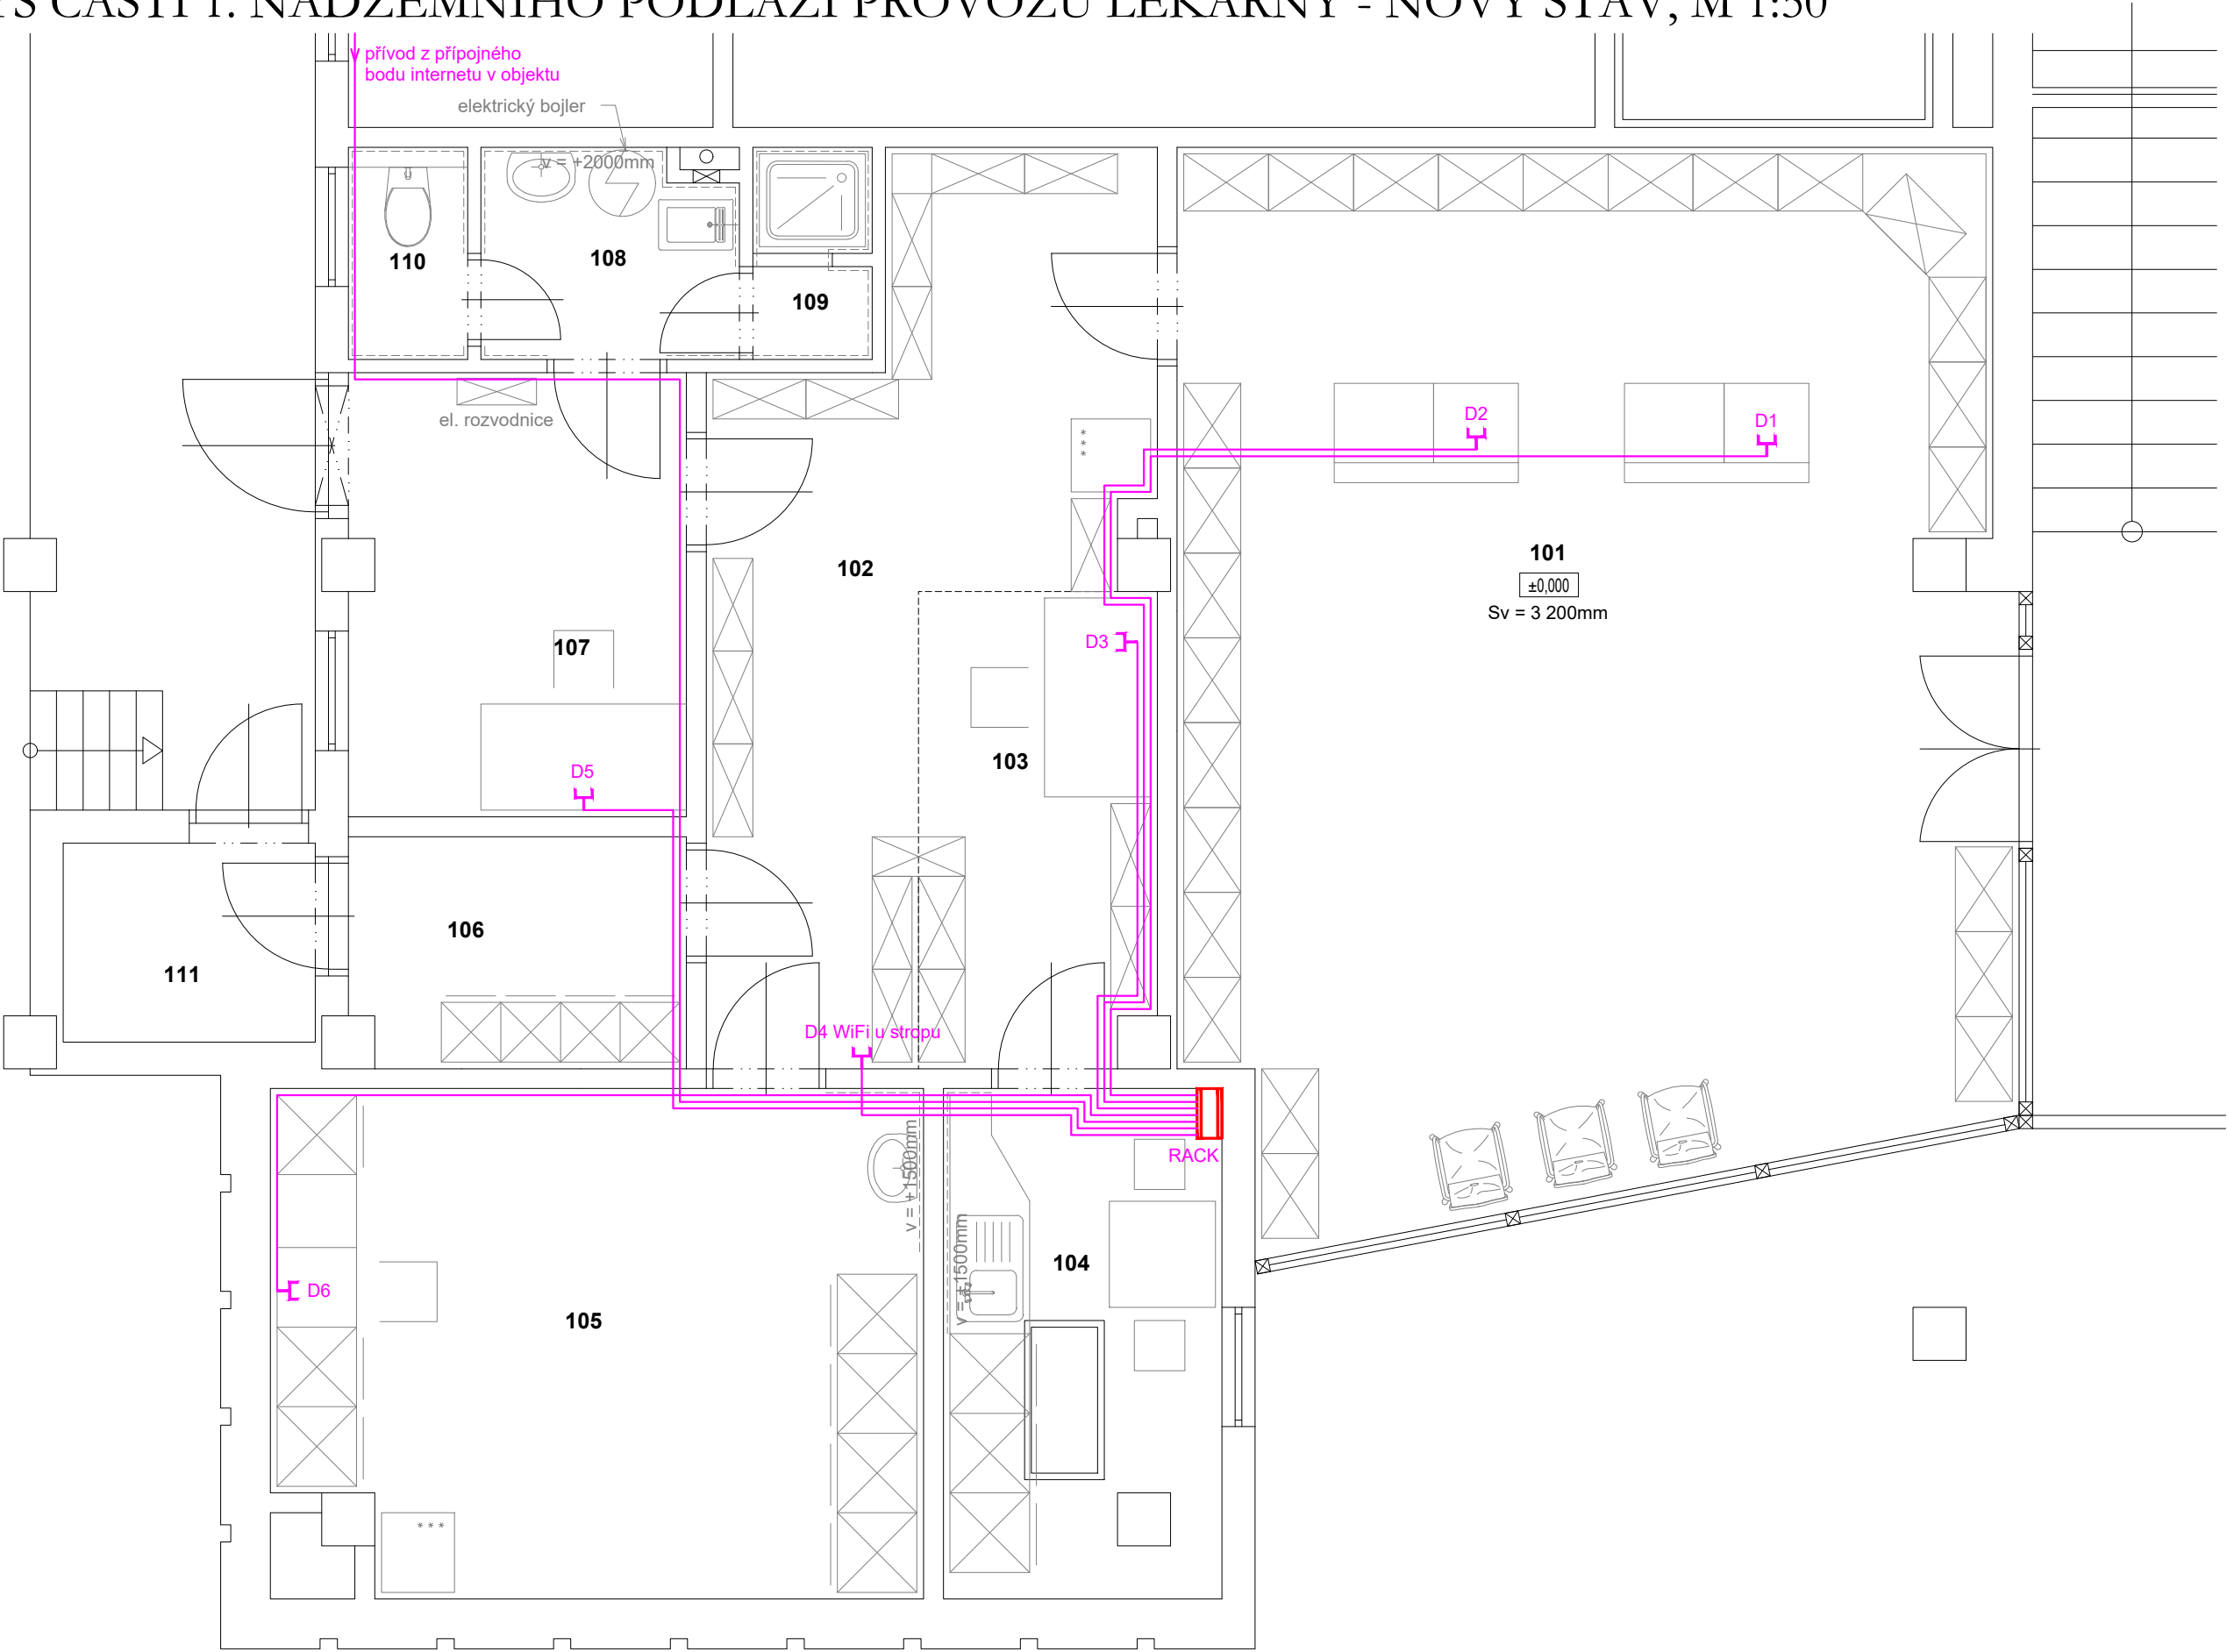 ČÁSTI 1. NADZEMNÍHO PODLAŽÍ PROVOZU LÉKÁRNY - NOVÝ STAV, M 1:50
přívod z přípojného
bodu internetu v objektu
elektrický bojler
v = +2000mm
110
108
109
el. rozvodnice
D2
D1
* * *
102
101
±0,000
Sv = 3 200mm
107
D3
103
D5
106
111
D4 WiFi u stropu
RACK
v = +1500mm
v = +1500mm
104
D6
105
* * *